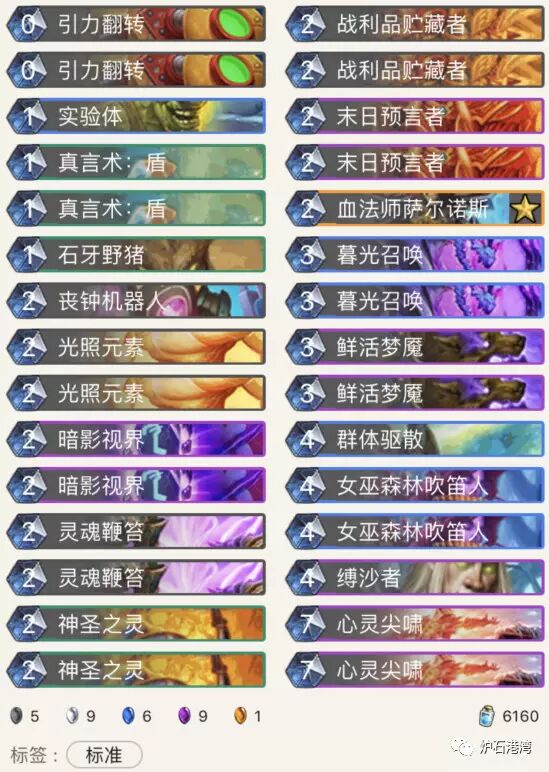 0 引力翻转
0 引力翻转
1 实验体
1 真言术：盾
1 真言术：盾
1 石牙野猪
2 丧钟机器人
2 光照元素
2 光照元素
2 暗影视界
2 暗影视界
2 灵魂鞭笞
2 灵魂鞭笞
2 神圣之灵
2 神圣之灵
2 战利品贮藏者
2 战利品贮藏者
2 末日预言者
2 末日预言者
2 血法师萨尔诺斯
3 暮光召唤
3 暮光召唤
3 鲜活梦魇
3 鲜活梦魇
4 群体驱散
4 女巫森林吹笛人
4 女巫森林吹笛人
4 缚沙者
7 心灵尖啸
7 心灵尖啸
5 9 6 9 1
6160
标签： 标准
炉石港湾